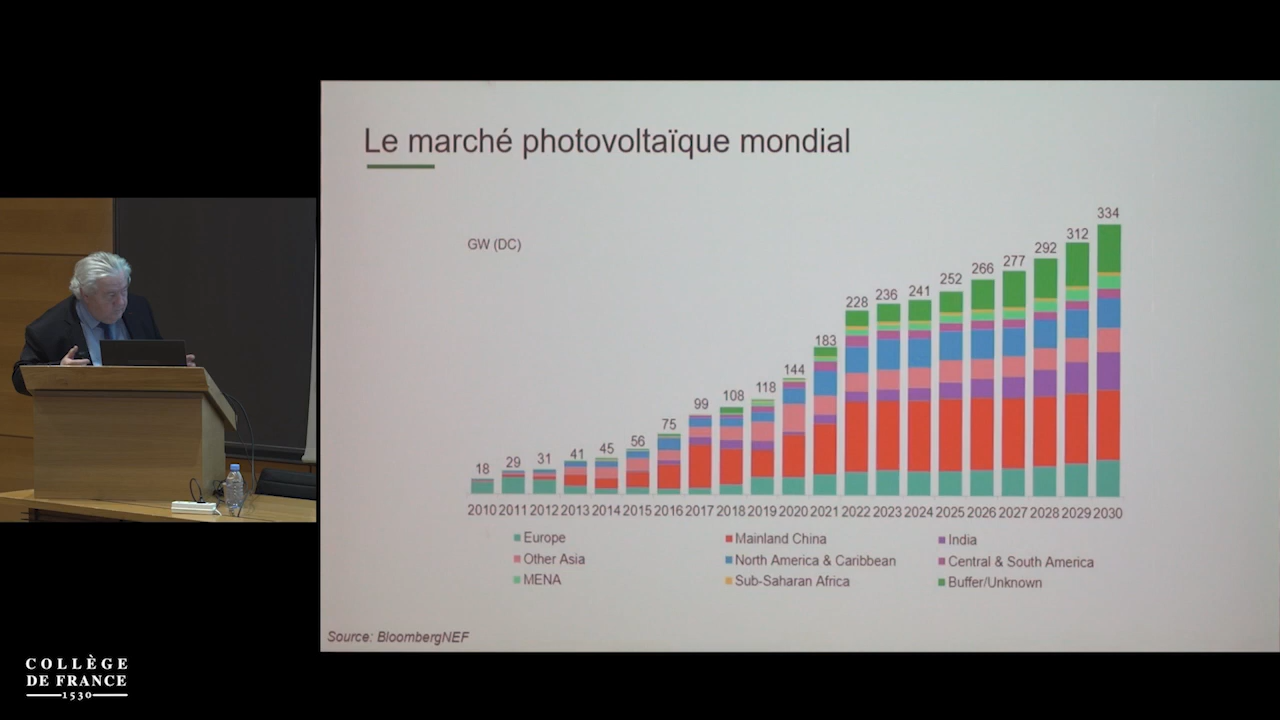 Le marché photovoltaïque mondial
GW (DC)
18 29 31 41 45 56 75 99 108 118 144 183 228 236 241 252 266 277 292 312 334
2010 2011 2012 2013 2014 2015 2016 2017 2018 2019 2020 2021 2022 2023 2024 2025 2026 2027 2028 2029 2030
Europe Mainland China India
Other Asia North America & Caribbean Central & South America
MENA Sub-Saharan Africa Buffer/Unknown
Source: BloombergNEF
COLLÈGE
DE FRANCE
1530